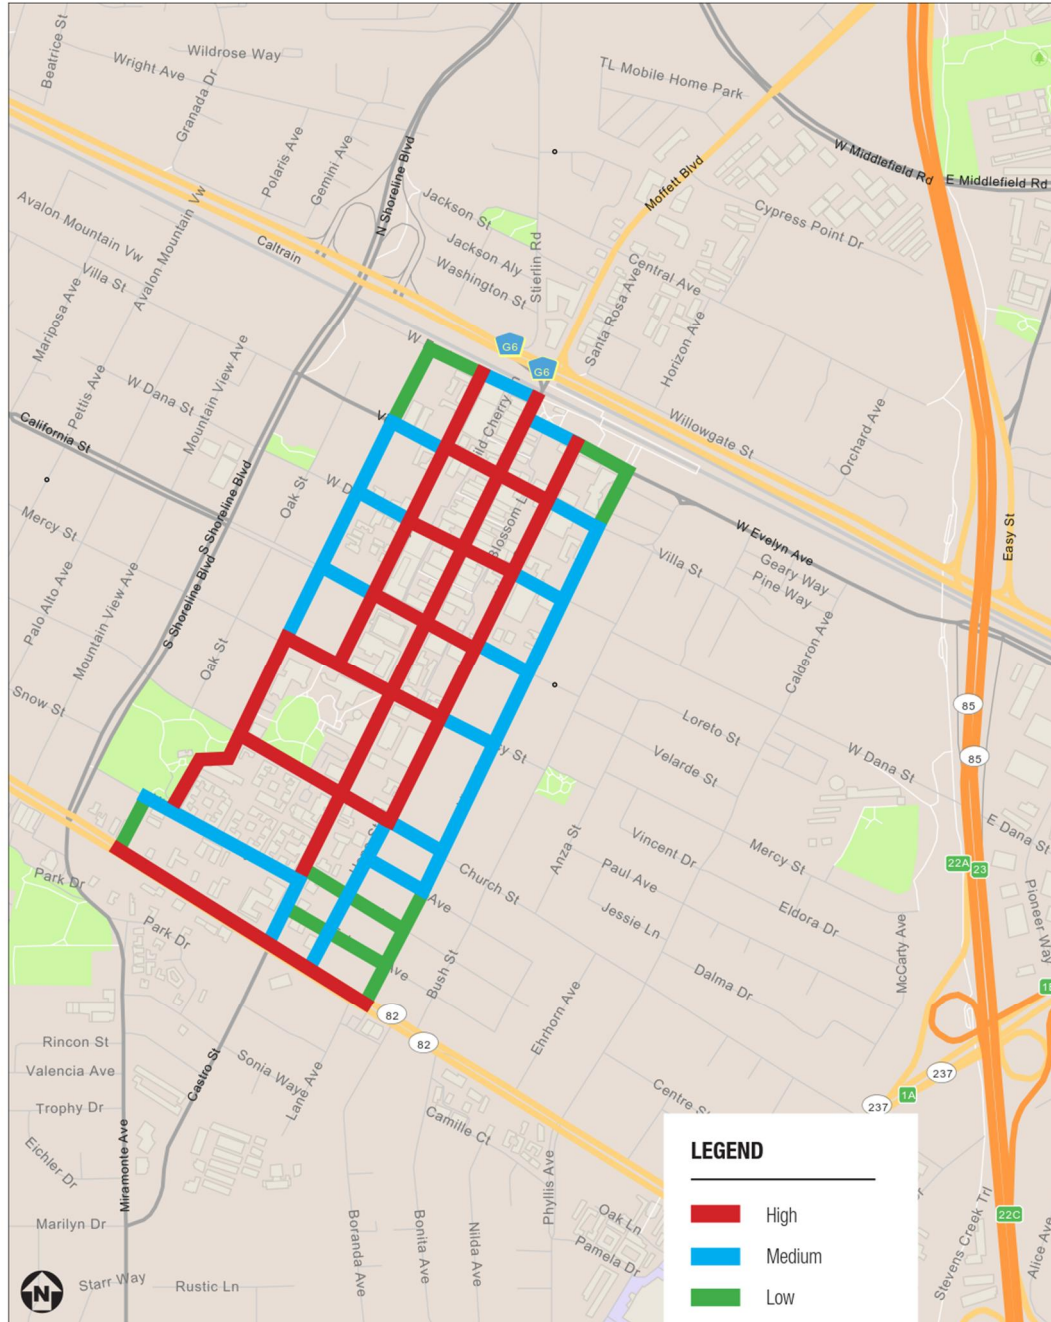 Beatrice St
Wildrose Way
Wright Ave
Granada Dr
TL Mobile Home Park
Polaris Ave
Gemini Ave
N Shoreline Blvd
W Middlefield Rd
E Middlefield Rd
Moffett Blvd
Avalon Mountain Vw
Avalon Mountain Vw
Jackson St
Cypress Point Dr
Caltrain
Jackson Aly
Stierlin Rd
Central Ave
Washington St
Villa St
Mariposa Ave
Santa Rosa Ave
Horizon Ave
G6
G6
W
Pettis Ave
W Dana St
Mountain View Ave
California St
Willowgate St
Orchard Ave
Oak St
S Shoreline Blvd
Mercy St
W Evelyn Ave
Easy St
Villa St
Geary Way
Pine Way
Palo Alto Ave
Mountain View Ave
S Shoreline Blvd
Oak St
Calderon Ave
Snow St
85
Loreto St
85
Velarde St
W Dana St
E Dana St
Vincent Dr
Mercy St
Anza St
22A
23
Paul Ave
Church St
Park Dr
Ave
Jessie Ln
Eldora Dr
Pioneer Way
Park Dr
McCarty Ave
Ave
Bush St
Dalma Dr
82
82
Ehrhorn Ave
Rincon St
Valencia Ave
Sonia Way
Castro St
Lane Ave
237
Centre St
1A
237
Trophy Dr
Camille Ct
Eichler Dr
Miramonte Ave
Phyllis Ave
Marilyn Dr
Boranda Ave
Bonita Ave
Nilda Ave
Oak Ln
Pamela Dr
Stevens Creek Trl
22C
Alice Ave
Starr Way
Rustic Ln
N
LEGEND
High
Medium
Low